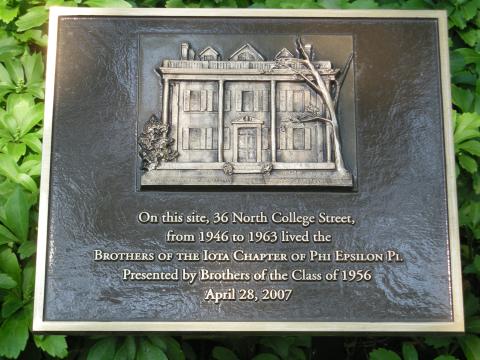 On this site, 36 North College Street,
from 1946 to 1963 lived the
Brothers of the Iota Chapter of Phi Epsilon Pi.
Presented by Brothers of the Class of 1956
April 28, 2007